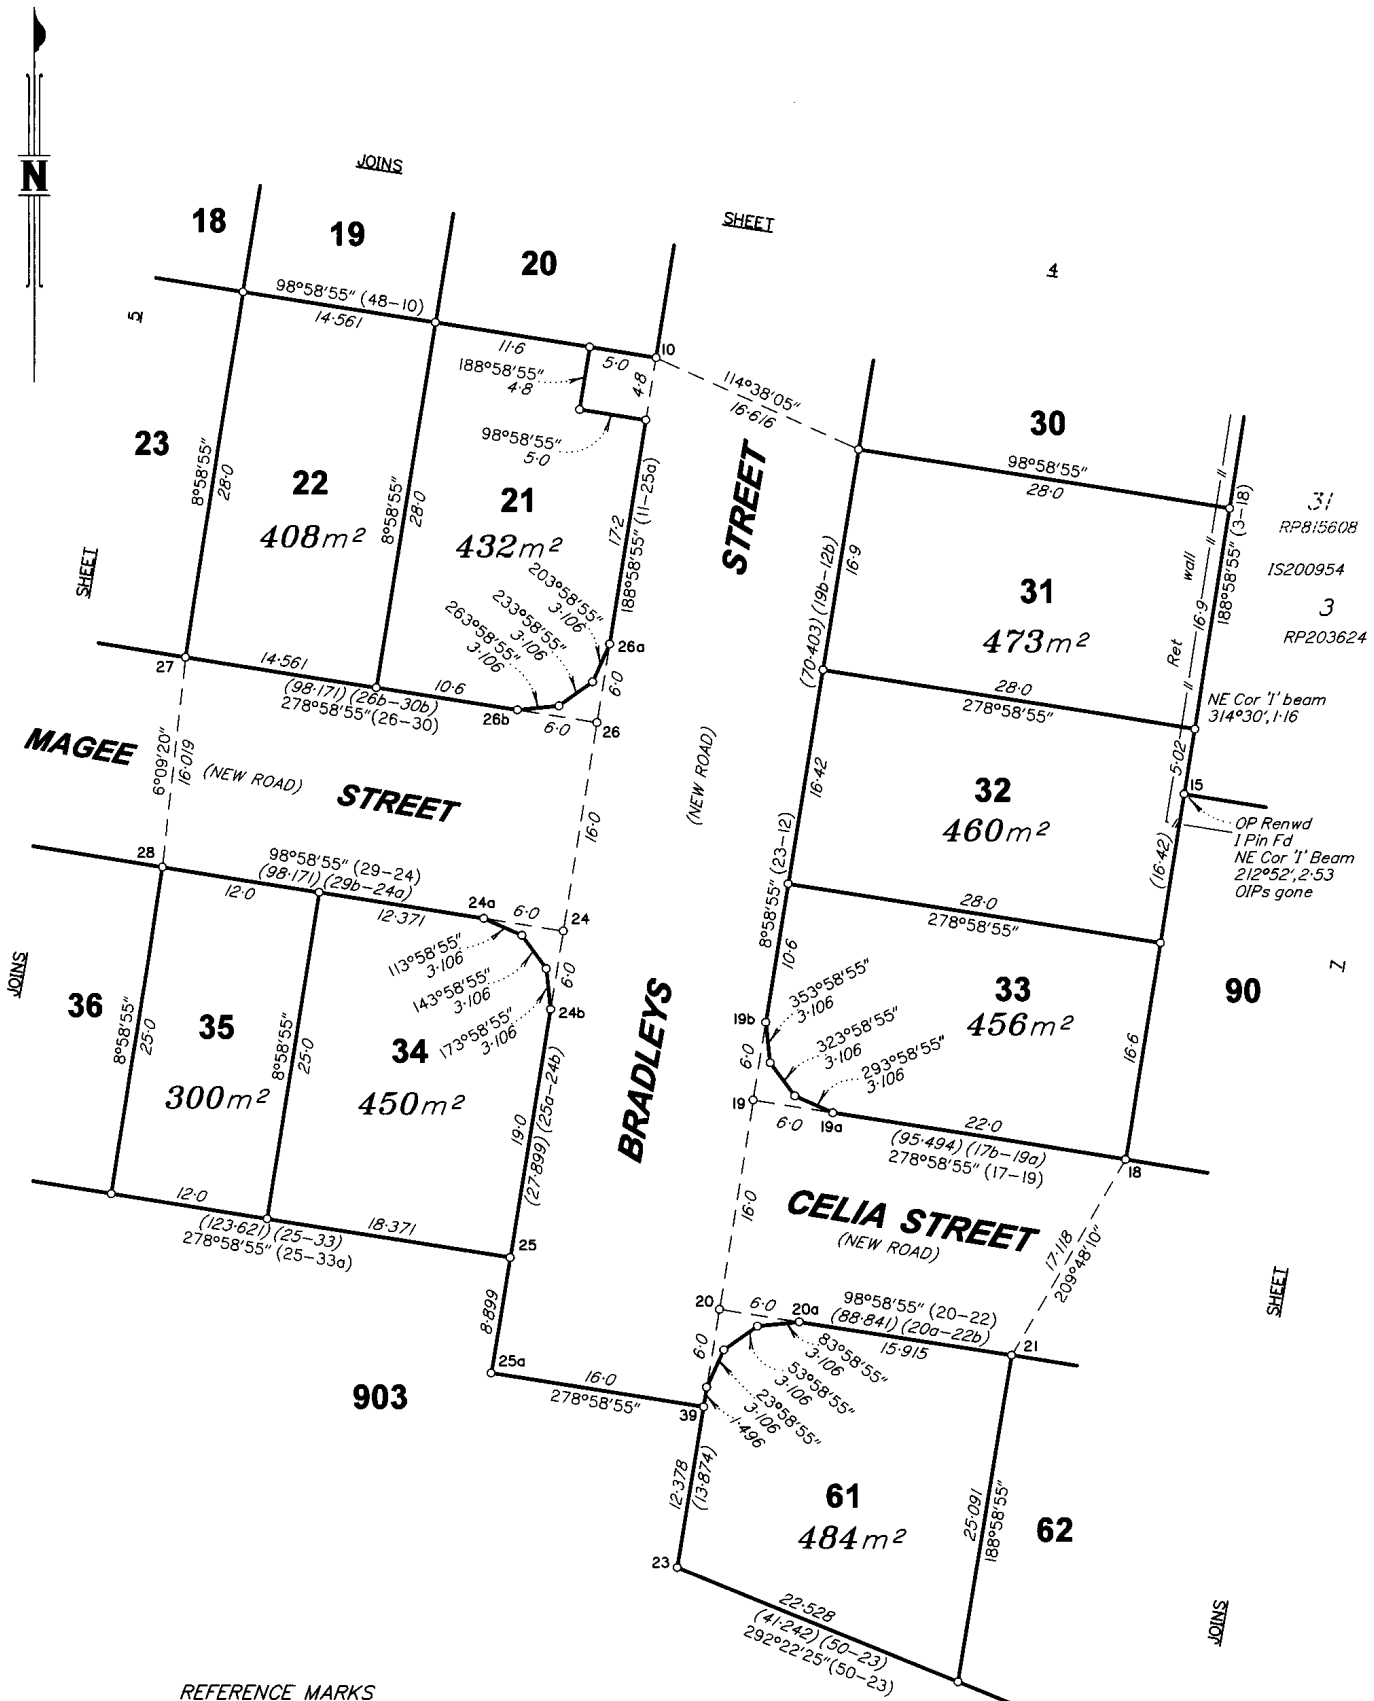 N
JOINS
SHEET
4
5
18
19
20
98°58'55" (48-10)
14·561
11·6
5·0
10
4·8
188°58'55"
4·8
98°58'55"
5·0
114°38'05"
16·616
23
8°58'55"
28·0
22
408m²
8°58'55"
28·0
21
432m²
17·2
188°58'55" (11-25a)
203°58'55"
3·106
233°58'55"
3·106
263°58'55"
3·106
26a
6·0
26b
6·0
26
SHEET
27
14·561
10·6
(98·171) (26b-30b)
278°58'55" (26-30)
STREET
30
98°58'55"
28·0
31
473m²
16·9
(70·403) (19b-12b)
Ret wall
16·9
188°58'55" (3-18)
31
RP815608
IS200954
3
RP203624
28·0
278°58'55"
NE Cor 'I' beam
314°30', 1·16
MAGEE
STREET
(NEW ROAD)
6°09'20"
16·019
16·0
(NEW ROAD)
32
460m²
16·42
8°58'55" (23-12)
5·02
15
(16·42)
OP Renwd
I Pin Fd
NE Cor 'I' Beam
212°52', 2·53
OIPs gone
28·0
278°58'55"
28
98°58'55" (29-24)
(98·171) (29b-24a)
12·0
12·371
24a
6·0
24
6·0
24b
113°58'55"
3·106
143°58'55"
3·106
173°58'55"
3·106
JOINS
36
8°58'55"
25·0
35
300m²
8°58'55"
25·0
34
450m²
19·0
(27·899) (25a-24b)
BRADLEYS
10·6
33
456m²
16·6
90
7
353°58'55"
3·106
323°58'55"
3·106
293°58'55"
3·106
19b
6·0
19
6·0
19a
22·0
(95·494) (17b-19a)
278°58'55" (17-19)
18
12·0
18·371
(123·621) (25-33)
278°58'55" (25-33a)
25
8·899
25a
16·0
278°58'55"
903
16·0
CELIA STREET
(NEW ROAD)
17·118
209°48'10"
SHEET
20
6·0
20a
6·0
98°58'55" (20-22)
(88·841) (20a-22b)
15·915
21
83°58'55"
3·106
53°58'55"
3·106
23°58'55"
3·106
1·496
39
12·378
(13·874)
61
484m²
25·091
188°58'55"
62
23
22·528
(41·242) (50-23)
292°22'25" (50-23)
JOINS
REFERENCE MARKS